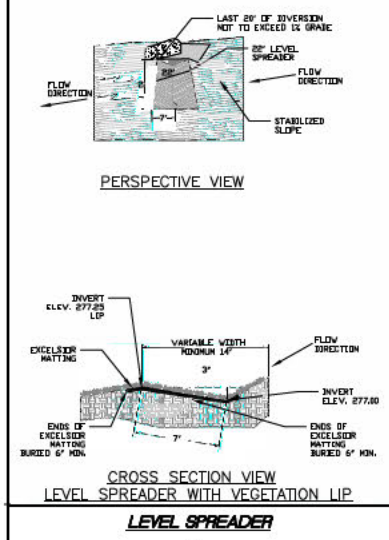 LAST 20' OF DIVERSION
NOT TO EXCEED 1% GRADE
22' LEVEL
SPREADER
FLOW
DIRECTION
22'
FLOW
DIRECTION
6'
7'
STABILIZED
SLOPE
PERSPECTIVE VIEW
INVERT
ELEV. 277.25
LIP
VARIABLE WIDTH
MINIMUM 14'
FLOW
DIRECTION
EXCELSIOR
MATTING
3"
INVERT
ELEV. 277.00
ENDS OF
EXCELSIOR
MATTING
BURIED 6" MIN.
7'
ENDS OF
EXCELSIOR
MATTING
BURIED 6" MIN.
CROSS SECTION VIEW
LEVEL SPREADER WITH VEGETATION LIP
LEVEL SPREADER